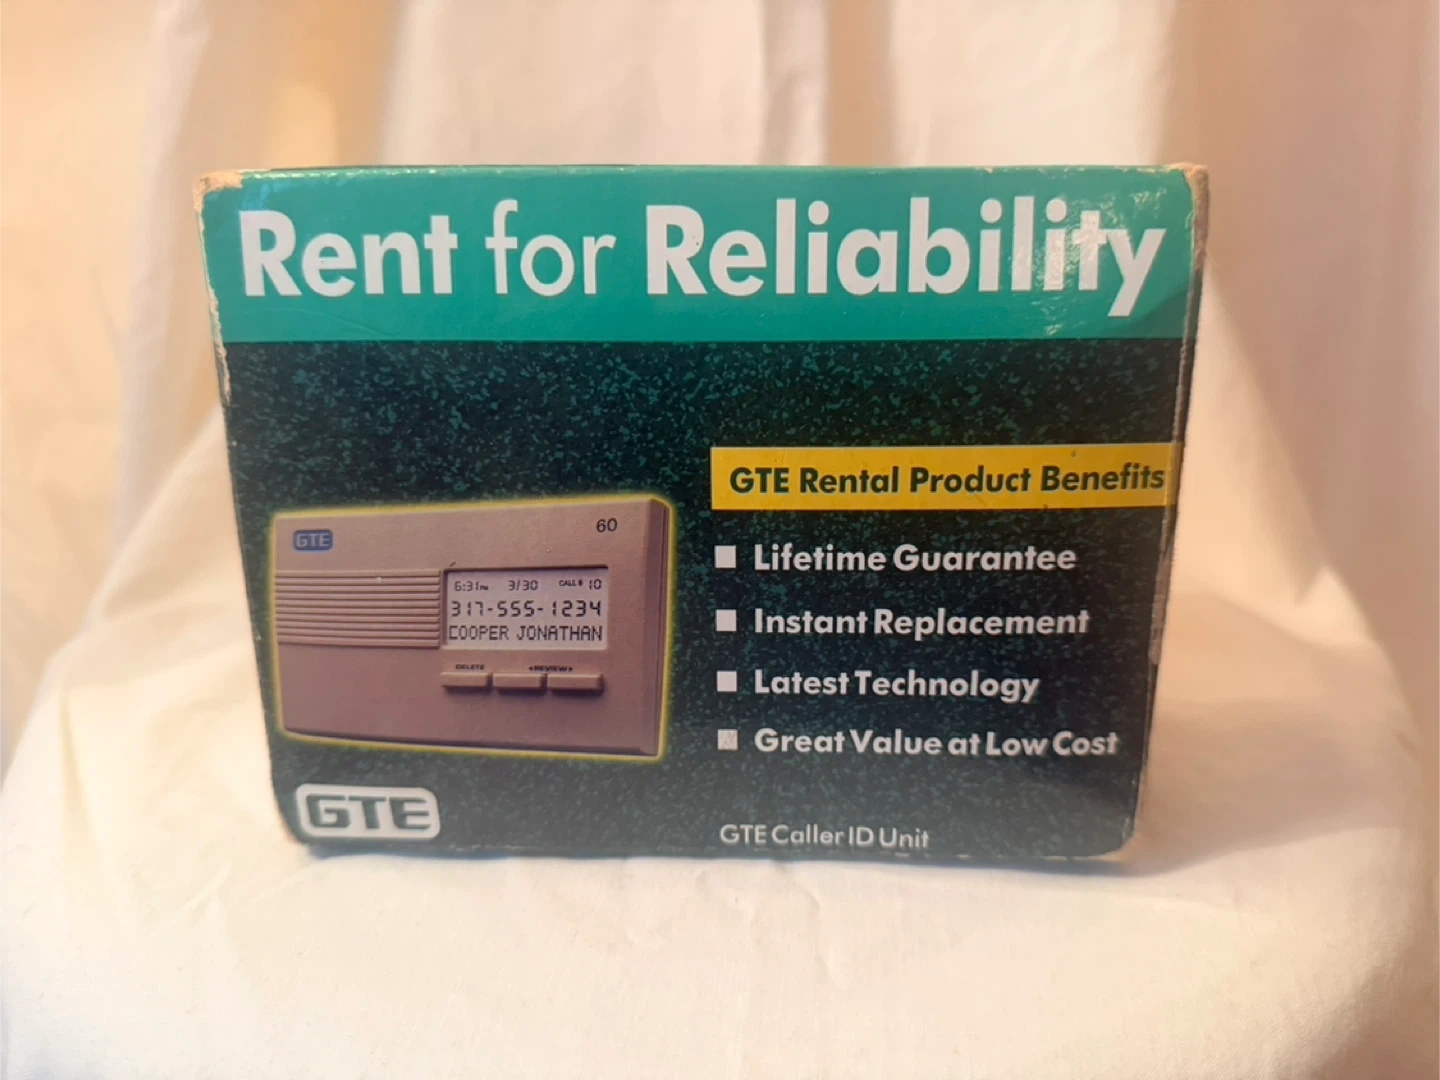 Rent for Reliability
GTE Rental Product Benefits
GTE
60
6:31PM 3/30 CALL# 10
317-555-1234
COOPER JONATHAN
DELETE ◄REVIEW►
■ Lifetime Guarantee
■ Instant Replacement
■ Latest Technology
■ Great Value at Low Cost
GTE
GTE Caller ID Unit